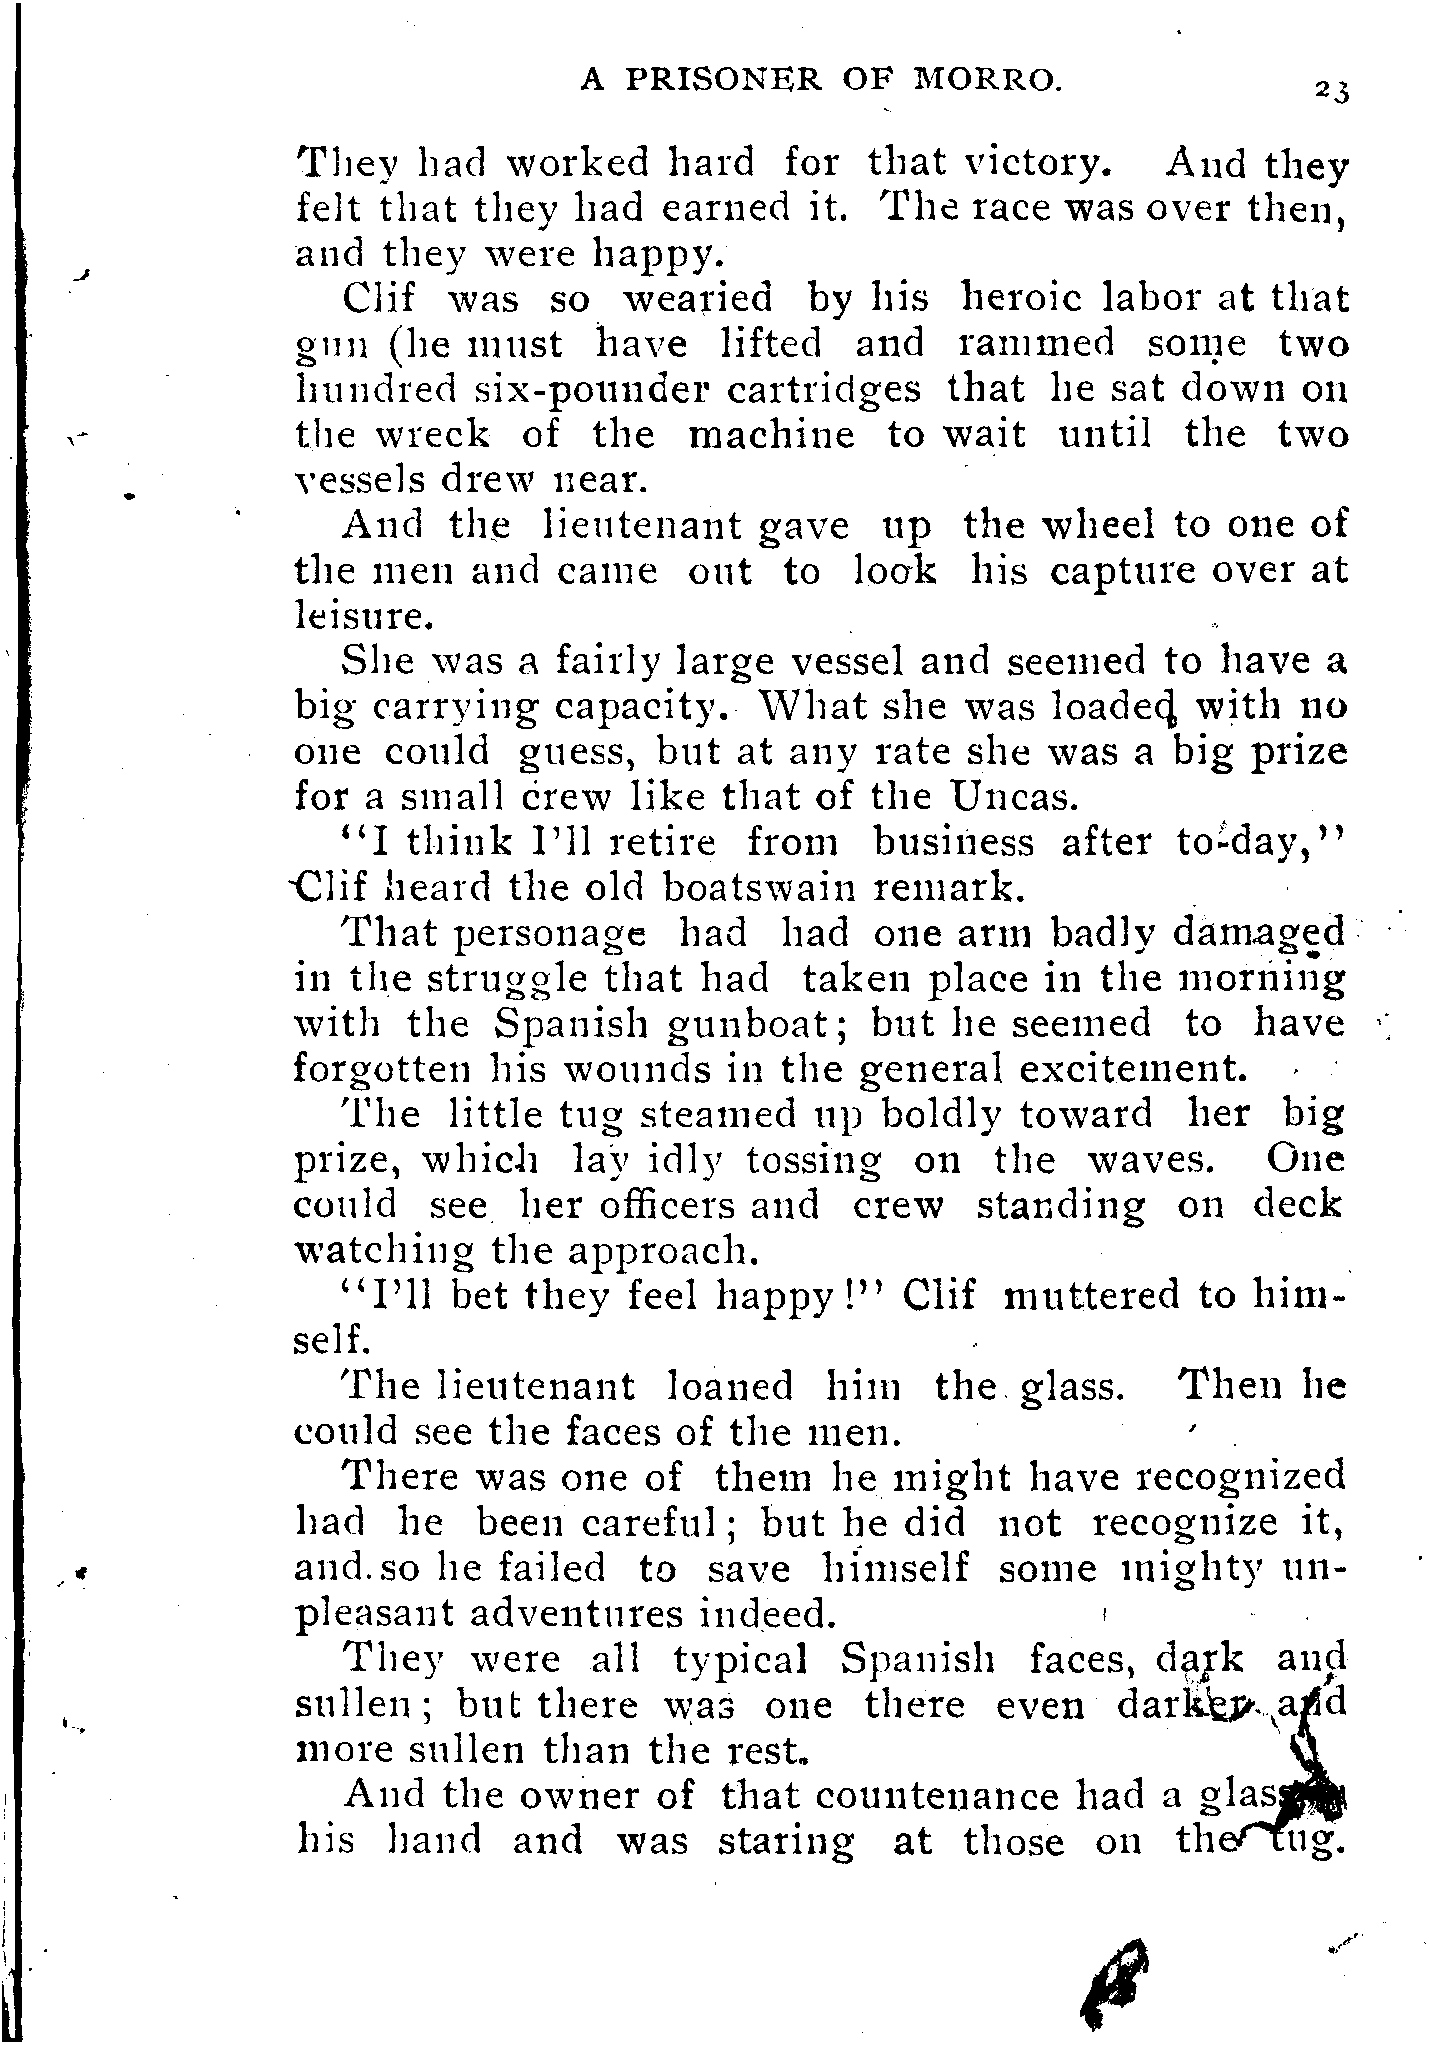 A PRISONER OF MORRO.
23
They had worked hard for that victory. And they
felt that they had earned it. The race was over then,
and they were happy.
Clif was so wearied by his heroic labor at that
gun (he must have lifted and rammed some two
hundred six-pounder cartridges that he sat down on
the wreck of the machine to wait until the two
vessels drew near.
And the lieutenant gave up the wheel to one of
the men and came out to look his capture over at
leisure.
She was a fairly large vessel and seemed to have a
big carrying capacity. What she was loaded with no
one could guess, but at any rate she was a big prize
for a small crew like that of the Uncas.
“I think I’ll retire from business after to-day,”
Clif heard the old boatswain remark.
That personage had had one arm badly damaged
in the struggle that had taken place in the morning
with the Spanish gunboat; but he seemed to have
forgotten his wounds in the general excitement.
The little tug steamed up boldly toward her big
prize, which lay idly tossing on the waves. One
could see her officers and crew standing on deck
watching the approach.
“I’ll bet they feel happy!” Clif muttered to him-
self.
The lieutenant loaned him the glass. Then he
could see the faces of the men.
There was one of them he might have recognized
had he been careful; but he did not recognize it,
and so he failed to save himself some mighty un-
pleasant adventures indeed.
They were all typical Spanish faces, dark and
sullen; but there was one there even darker and
more sullen than the rest.
And the owner of that countenance had a glass
his hand and was staring at those on the tug.